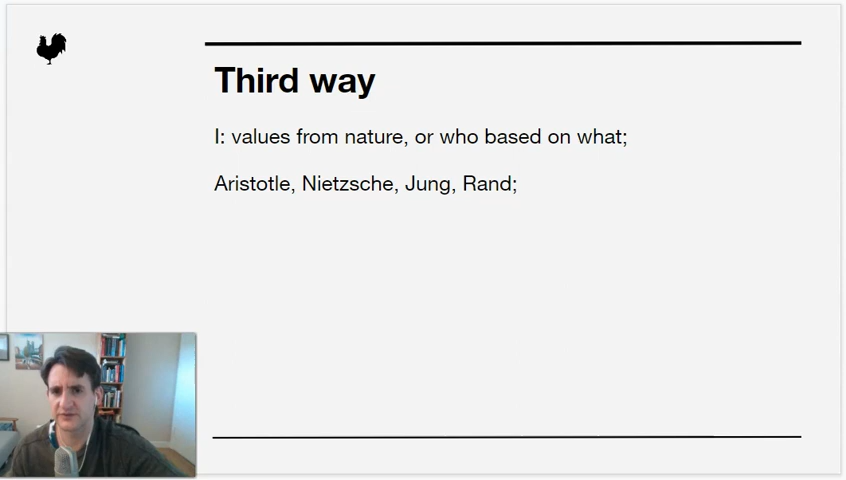 Third way
I: values from nature, or who based on what;
Aristotle, Nietzsche, Jung, Rand;